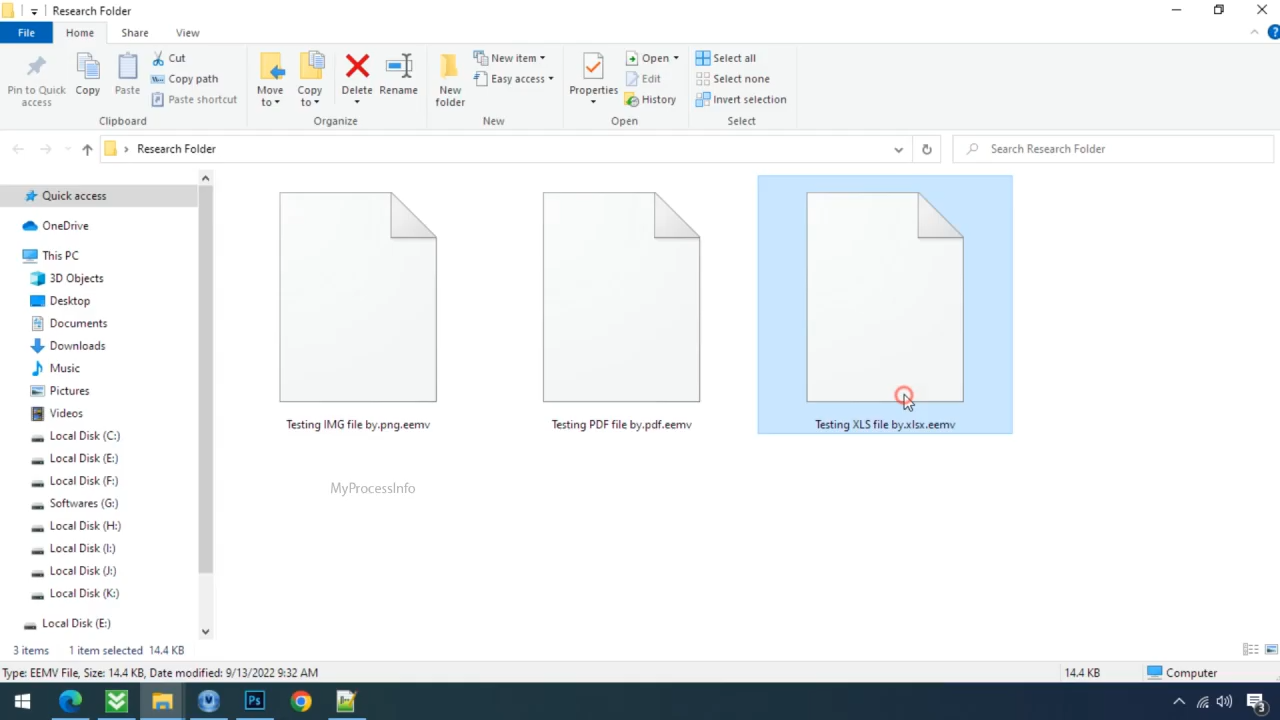 Research Folder
File Home Share View
Pin to Quick access
Copy
Paste
Cut
Copy path
Paste shortcut
Clipboard
Move to
Copy to
Delete
Rename
Organize
New folder
New item
Easy access
New
Properties
Open
Edit
History
Open
Select all
Select none
Invert selection
Select
Research Folder
Search Research Folder
Quick access
OneDrive
This PC
3D Objects
Desktop
Documents
Downloads
Music
Pictures
Videos
Local Disk (C:)
Local Disk (E:)
Local Disk (F:)
Softwares (G:)
Local Disk (H:)
Local Disk (I:)
Local Disk (J:)
Local Disk (K:)
Local Disk (E:)
Testing IMG file by.png.eemv
Testing PDF file by.pdf.eemv
Testing XLS file by.xlsx.eemv
MyProcessInfo
3 items 1 item selected 14.4 KB
Type: EEMV File, Size: 14.4 KB, Date modified: 9/13/2022 9:32 AM
14.4 KB
Computer
Ps
3